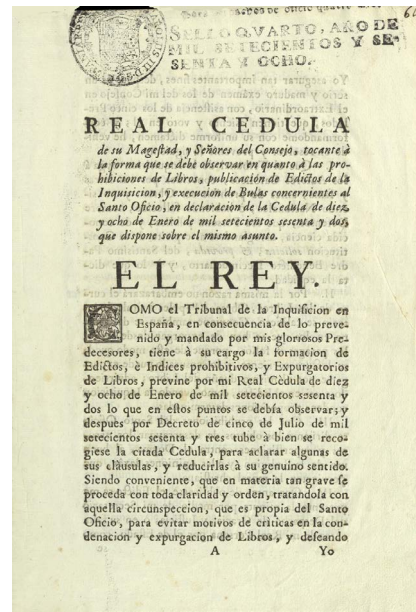 SELLO QVARTO, AÑO DE
MIL SETECIENTOS Y SE-
SENTA Y OCHO.
REAL CEDULA
de su Magestad, y Señores del Consejo, tocante à
la forma que se debe observar en quanto à las pro-
hibiciones de Libros, publicacion de Edictos de la
Inquisicion, y execucion de Bulas concernientes al
Santo Oficio, en declaracion de la Cedula de diez
y ocho de Enero de mil setecientos sesenta y dos,
que dispone sobre el mismo asunto.
EL REY.
COMO el Tribunal de la Inquisicion en
España, en consecuencia de lo preve-
nido y mandado por mis gloriosos Pre-
decesores, tiene à su cargo la formacion de
Edictos, è Indices prohibitivos, y Expurgatorios
de Libros, previne por mi Real Cèdula de diez
y ocho de Enero de mil setecientos sesenta y
dos lo que en estos puntos se debía observar; y
despues por Decreto de cinco de Julio de mil
setecientos sesenta y tres tube à bien se reco-
giese la citada Cedula, para aclarar algunas de
sus cláusulas, y reducirlas à su genuino sentido.
Siendo conveniente, que en materia tan grave se
proceda con toda claridad y orden, tratandola con
aquella circunspeccion, que es propia del Santo
Oficio, para evitar motivos de crìticas en la con-
denacion y expurgacion de Libros, y deseando
A Yo